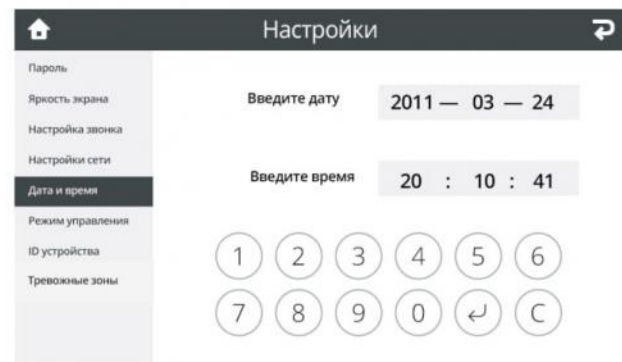 Настройки
Пароль
Яркость экрана
Настройка звонка
Настройки сети
Дата и время
Режим управления
ID устройства
Тревожные зоны
Введите дату 2011 — 03 — 24
Введите время 20 : 10 : 41
1 2 3 4 5 6
7 8 9 0 C